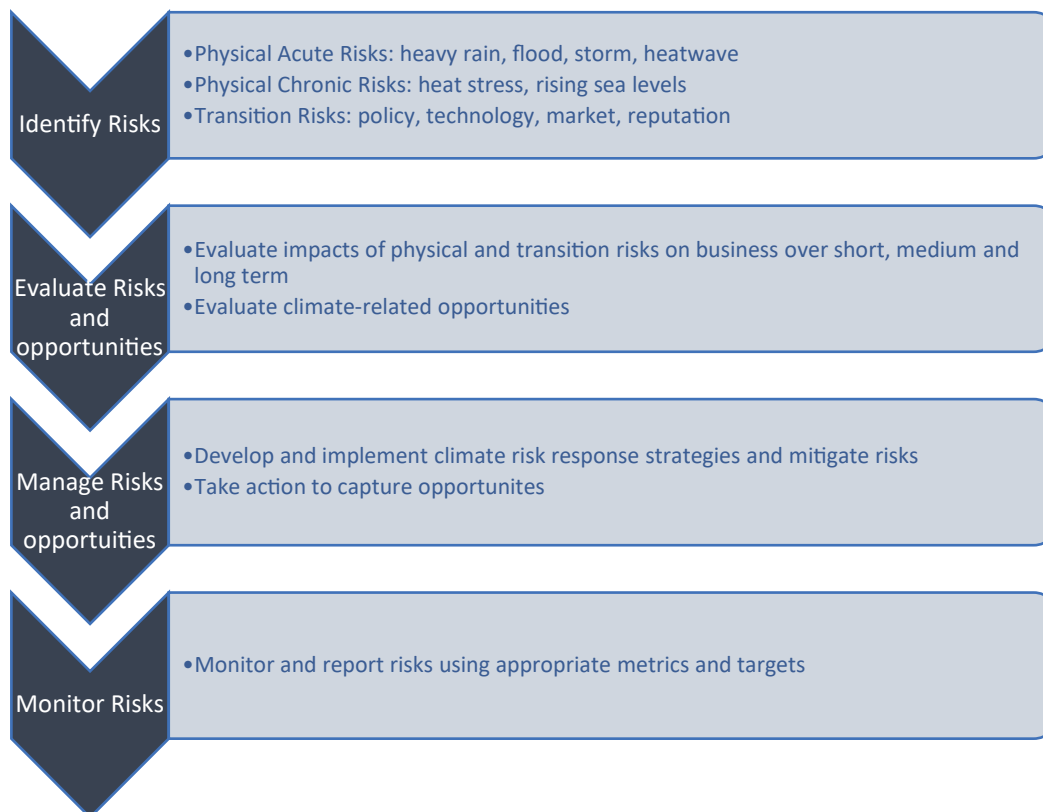 Identify Risks
•Physical Acute Risks: heavy rain, flood, storm, heatwave
•Physical Chronic Risks: heat stress, rising sea levels
•Transition Risks: policy, technology, market, reputation
Evaluate Risks
and
opportunities
•Evaluate impacts of physical and transition risks on business over short, medium and
long term
•Evaluate climate-related opportunities
Manage Risks
and
opportuities
•Develop and implement climate risk response strategies and mitigate risks
•Take action to capture opportunites
Monitor Risks
•Monitor and report risks using appropriate metrics and targets